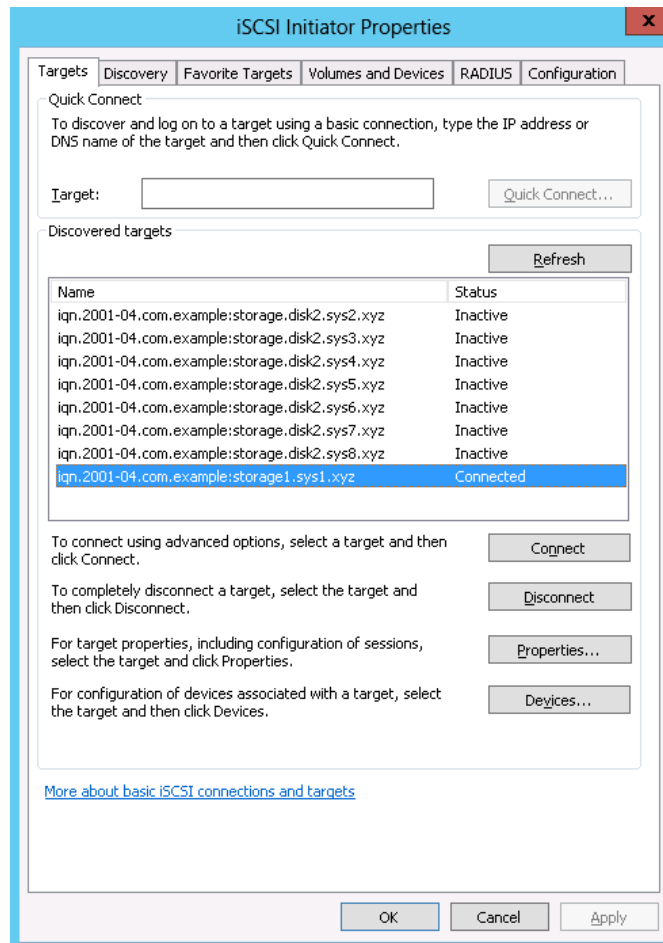 iSCSI Initiator Properties
x
Targets Discovery Favorite Targets Volumes and Devices RADIUS Configuration
Quick Connect
To discover and log on to a target using a basic connection, type the IP address or
DNS name of the target and then click Quick Connect.
Target: Quick Connect...
Discovered targets
Refresh
Name Status
iqn.2001-04.com.example:storage.disk2.sys2.xyz Inactive
iqn.2001-04.com.example:storage.disk2.sys3.xyz Inactive
iqn.2001-04.com.example:storage.disk2.sys4.xyz Inactive
iqn.2001-04.com.example:storage.disk2.sys5.xyz Inactive
iqn.2001-04.com.example:storage.disk2.sys6.xyz Inactive
iqn.2001-04.com.example:storage.disk2.sys7.xyz Inactive
iqn.2001-04.com.example:storage.disk2.sys8.xyz Inactive
iqn.2001-04.com.example:storage1.sys1.xyz Connected
To connect using advanced options, select a target and then
click Connect.
Connect
To completely disconnect a target, select the target and
then click Disconnect.
Disconnect
For target properties, including configuration of sessions,
select the target and click Properties.
Properties...
For configuration of devices associated with a target, select
the target and then click Devices.
Devices...
More about basic iSCSI connections and targets
OK Cancel Apply